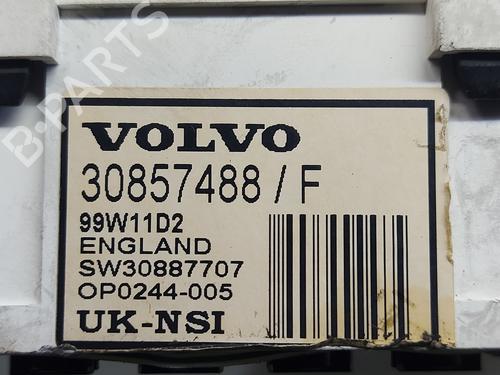 B-PARTS
VOLVO
30857488 / F
99W11D2
ENGLAND
SW30887707
OP0244-005
UK-NSI